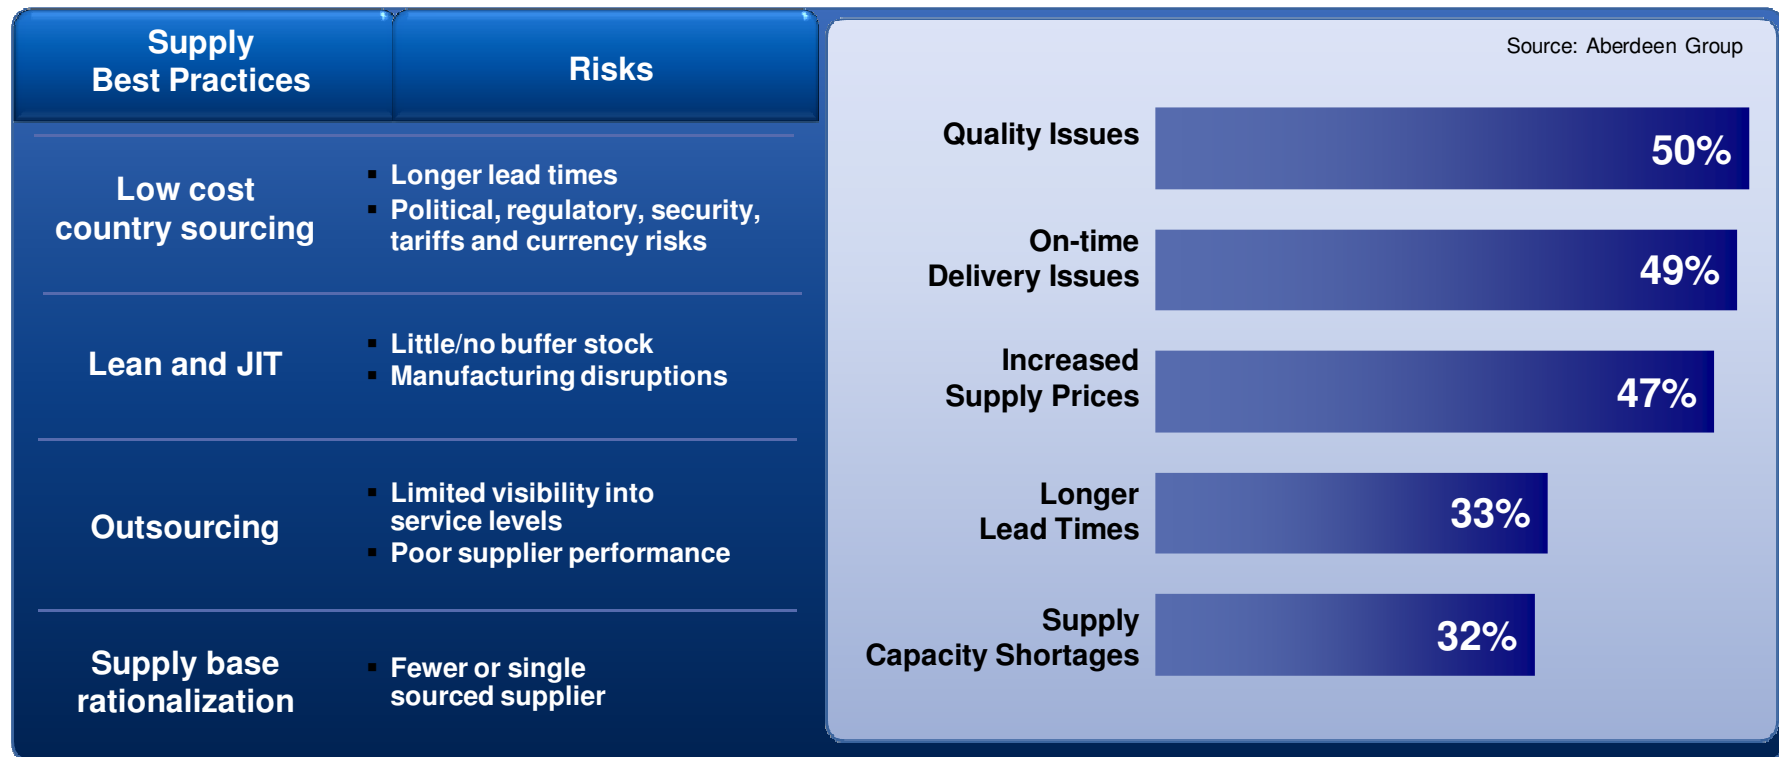 Supply
Best Practices
Risks
Low cost
country sourcing
▪ Longer lead times
▪ Political, regulatory, security,
tariffs and currency risks
Lean and JIT
▪ Little/no buffer stock
▪ Manufacturing disruptions
Outsourcing
▪ Limited visibility into
service levels
▪ Poor supplier performance
Supply base
rationalization
▪ Fewer or single
sourced supplier
Source: Aberdeen Group
Quality Issues
50%
On-time
Delivery Issues
49%
Increased
Supply Prices
47%
Longer
Lead Times
33%
Supply
Capacity Shortages
32%